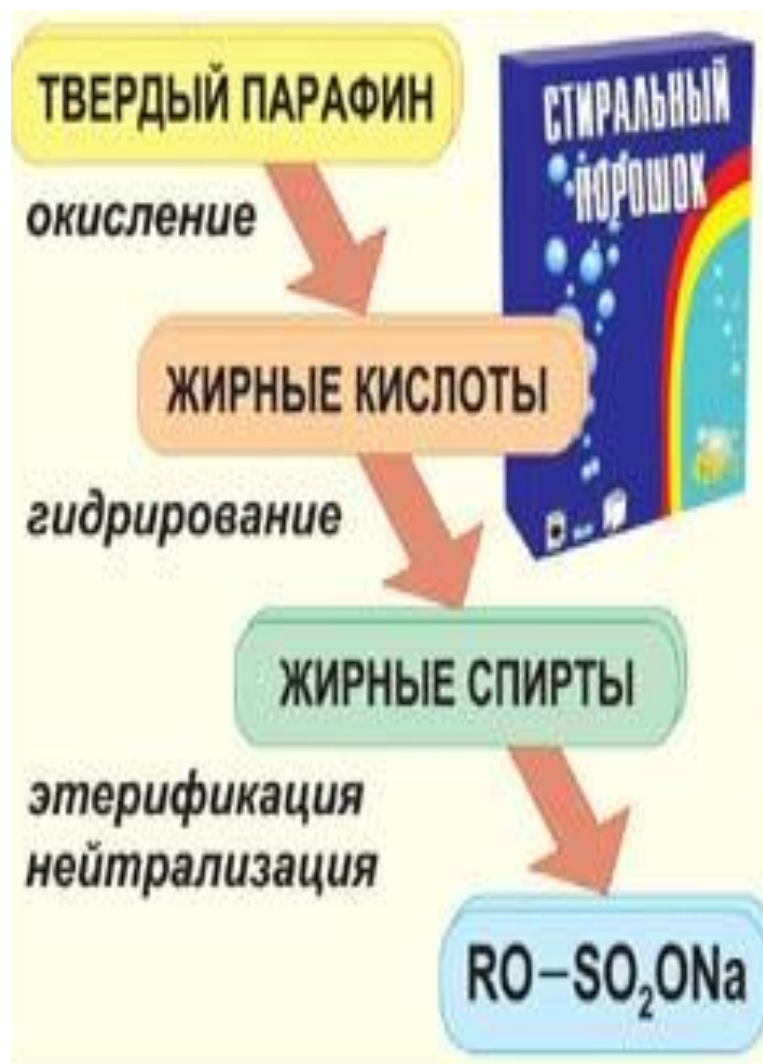 ТВЕРДЫЙ ПАРАФИН
СТИРАЛЬНЫЙ
ПОРОШОК
окисление
ЖИРНЫЕ КИСЛОТЫ
гидрирование
ЖИРНЫЕ СПИРТЫ
этерификация
нейтрализация
RO–SO₂ONa